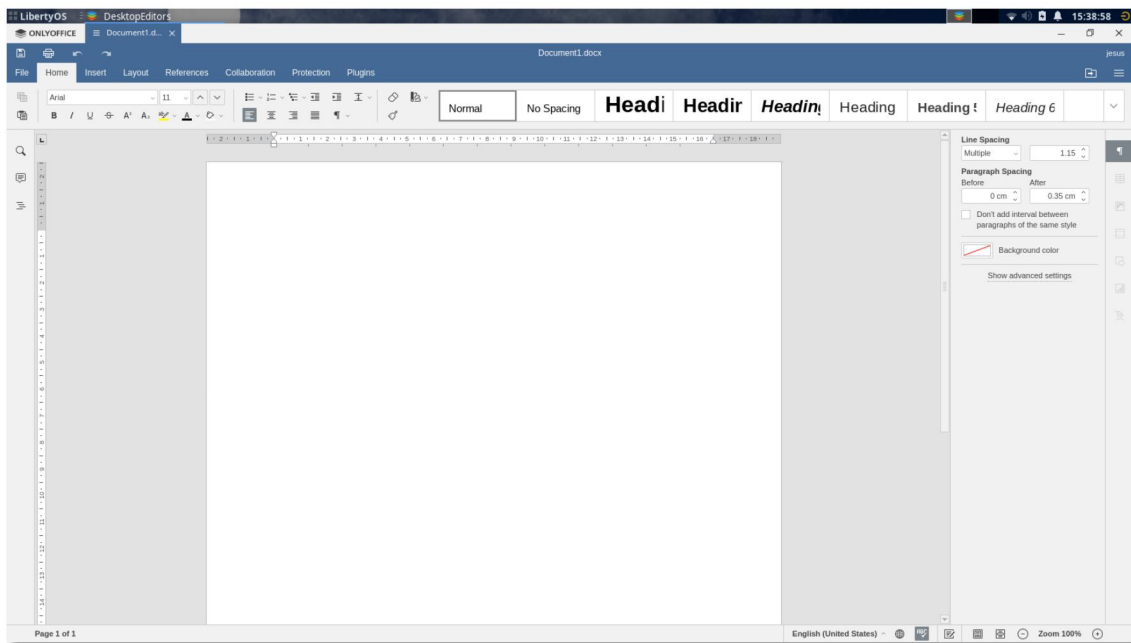 LibertyOS DesktopEditors 15:38:58
ONLYOFFICE Document1.d...
Document1.docx jesus
File Home Insert Layout References Collaboration Protection Plugins
Arial 11
B I U A
Normal No Spacing Headi Headir Heading Heading Heading 6
Line Spacing
Multiple 1.15
Paragraph Spacing
Before After
0 cm 0.35 cm
Don't add interval between
paragraphs of the same style
Background color
Show advanced settings
Page 1 of 1 English (United States) Zoom 100%